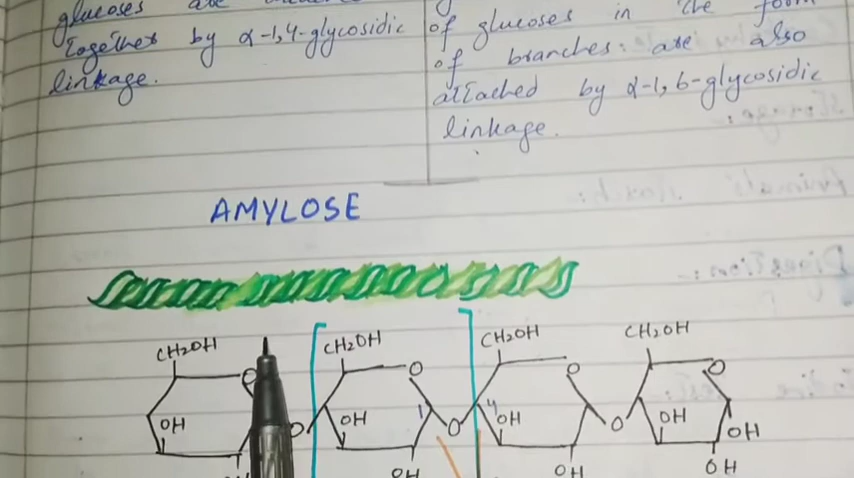 glucoses are
together by α-1,4-glycosidic
linkage.
of glucoses in the form
of branches. are also
attached by α-1,6-glycosidic
linkage.
AMYLOSE
CH₂OH CH₂OH CH₂OH CH₂OH
O O O O
OH O OH 1 O 4 OH O OH OH
OH OH OH